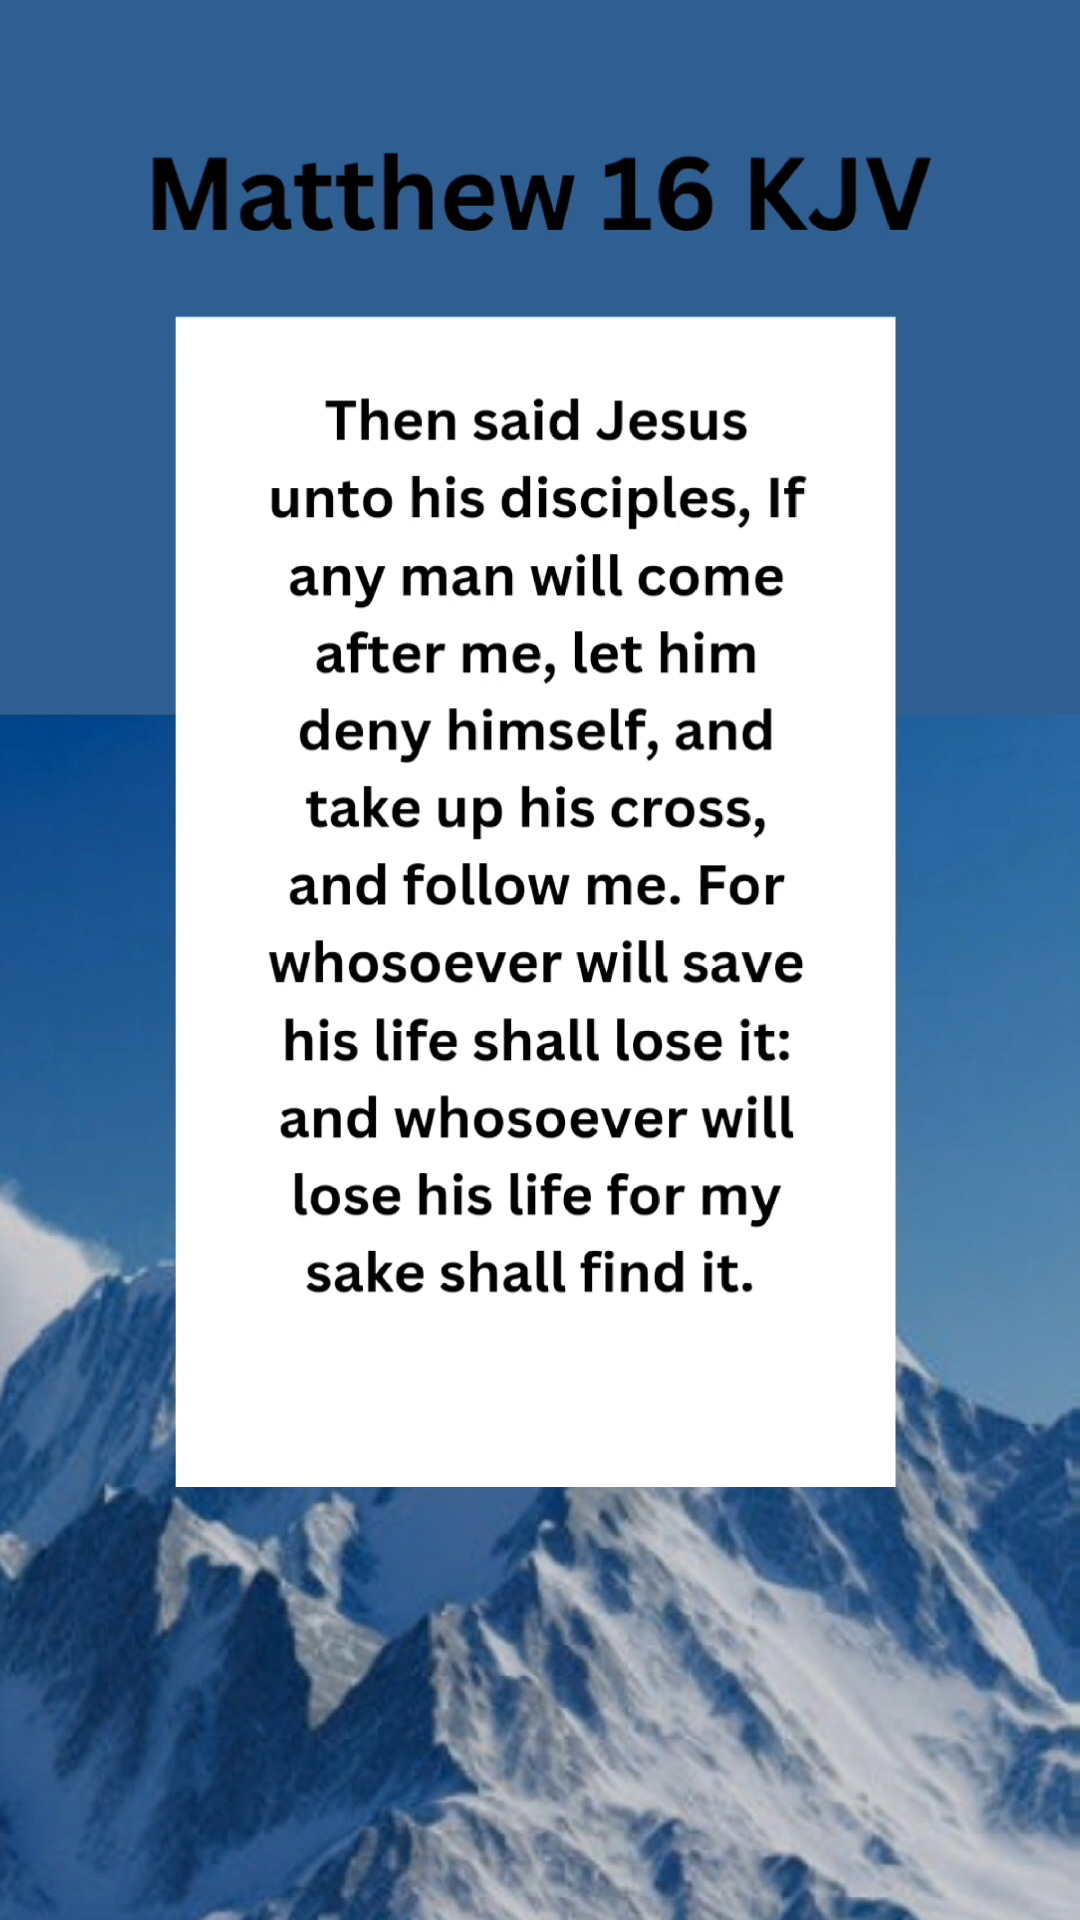 Matthew 16 KJV
Then said Jesus
unto his disciples, If
any man will come
after me, let him
deny himself, and
take up his cross,
and follow me. For
whosoever will save
his life shall lose it:
and whosoever will
lose his life for my
sake shall find it.